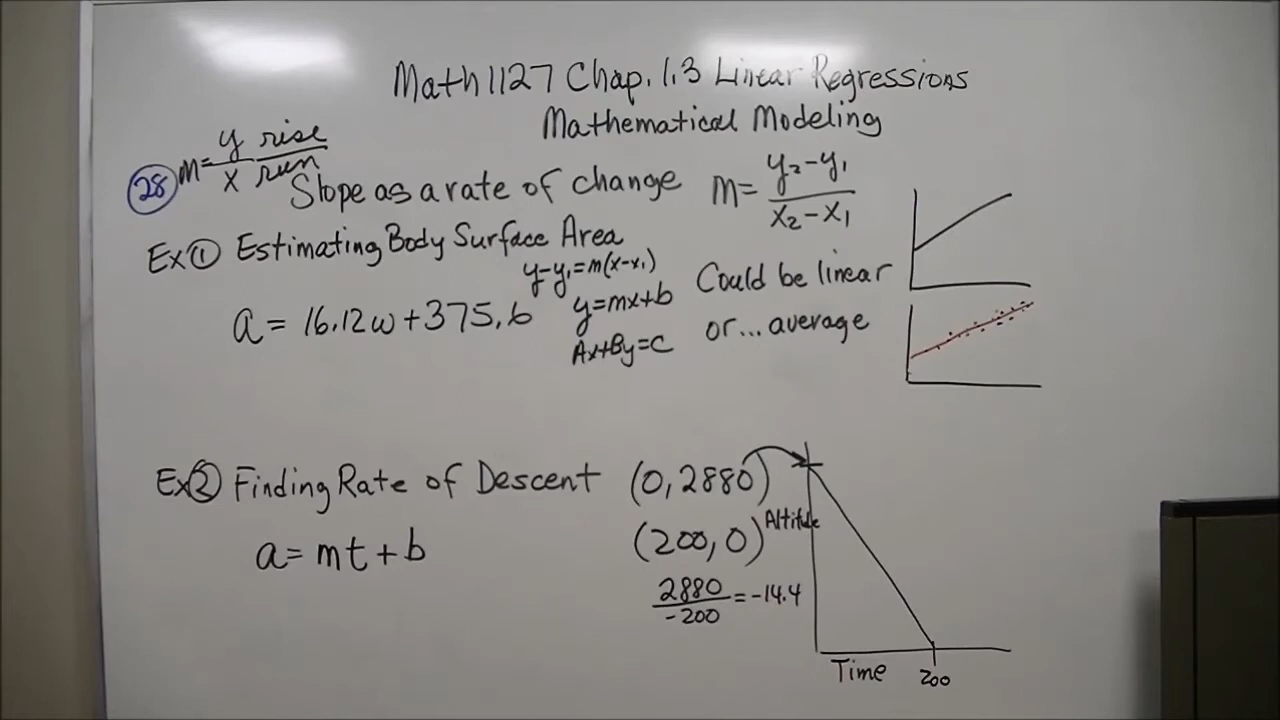 Math 1127 Chap. 1.3 Linear Regressions
Mathematical Modeling
28 m = y/x rise/run
Slope as a rate of change m = y₂-y₁/x₂-x₁
Ex① Estimating Body Surface Area
a = 16.12w + 375.6
y-y₁=m(x-x₁)
y=mx+b
Ax+By=C
Could be linear
or... average
Ex② Finding Rate of Descent
a = mt + b
(0, 2880)
(200, 0)
2880/-200 = -14.4
Altitude
Time 200